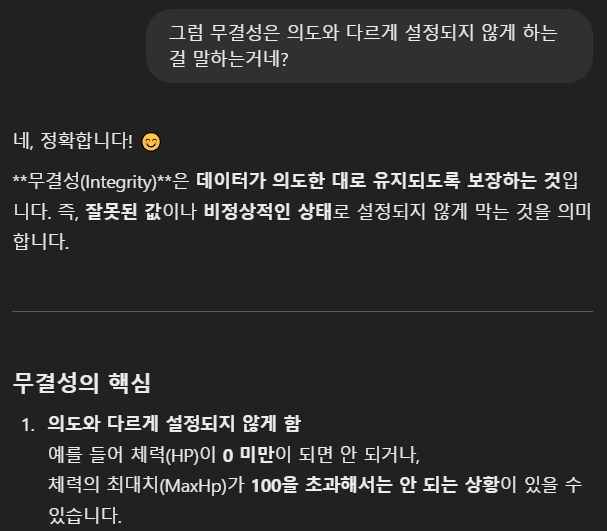 그럼 무결성은 의도와 다르게 설정되지 않게 하는
걸 말하는거네?
네, 정확합니다! 😊
**무결성(Integrity)**은 데이터가 의도한 대로 유지되도록 보장하는 것입
니다. 즉, 잘못된 값이나 비정상적인 상태로 설정되지 않게 막는 것을 의미
합니다.
무결성의 핵심
1. 의도와 다르게 설정되지 않게 함
예를 들어 체력(HP)이 0 미만이 되면 안 되거나,
체력의 최대치(MaxHp)가 100을 초과해서는 안 되는 상황이 있을 수
있습니다.